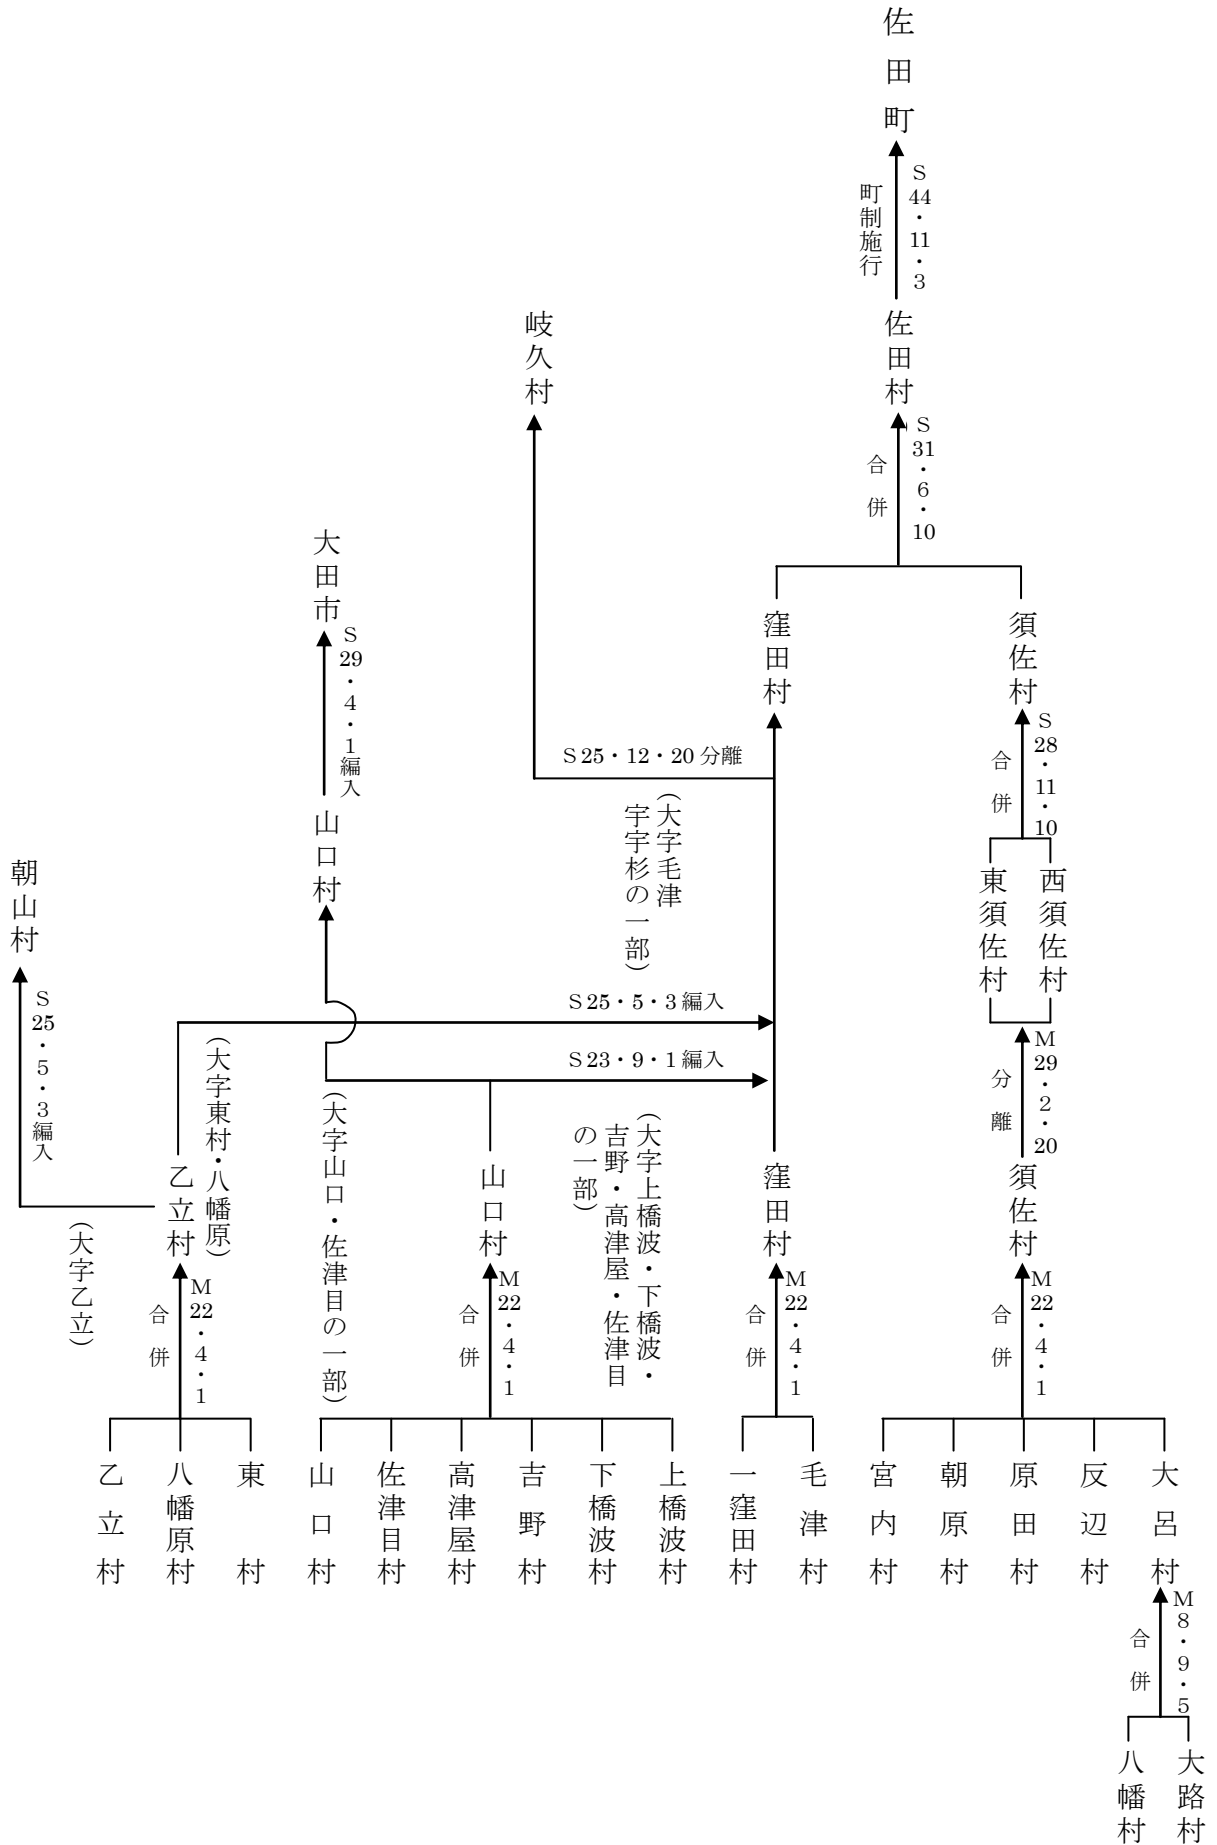 佐田町
S44・11・3
町制施行
佐田村
S31・6・10
合併
岐久村
大田市
S29・4・1編入
山口村
窪田村
須佐村
S28・11・10
合併
S25・12・20分離
(大字毛津
宇宇杉の一部)
西須佐村
東須佐村
朝山村
S25・5・3編入
S25・5・3編入
S23・9・1編入
M29・2・20
分離
須佐村
窪田村
(大字上橋波・下橋波・
吉野・高津屋・佐津目
の一部)
山口村
(大字山口・佐津目の一部)
(大字東村・八幡原)
乙立村
(大字乙立)
M22・4・1
合併
M22・4・1
合併
M22・4・1
合併
M22・4・1
合併
大呂村
反辺村
原田村
朝原村
宮内村
毛津村
一窪田村
上橋波村
下橋波村
吉野村
高津屋村
佐津目村
山口村
東村
八幡原村
乙立村
M8・9・5
合併
大路村
八幡村